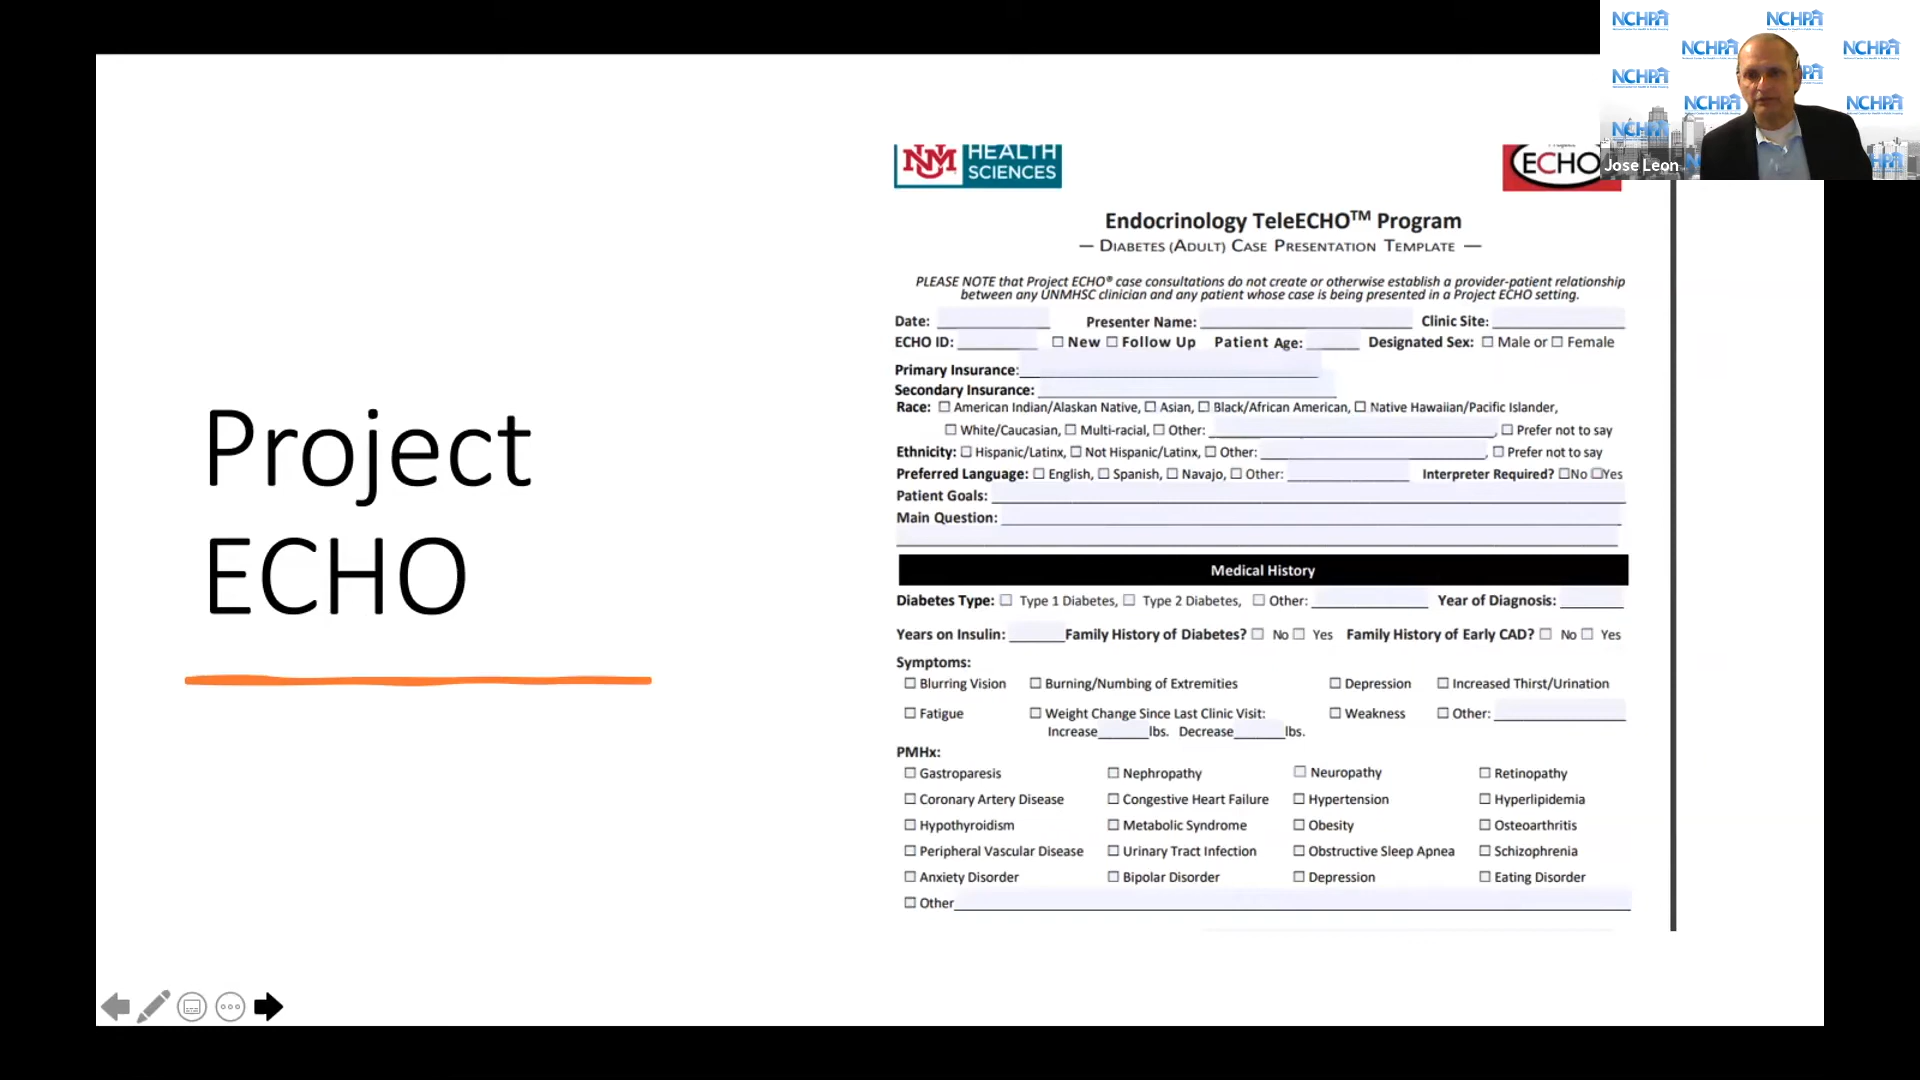 Project
ECHO
UNM HEALTH
SCIENCES
ECHO
Endocrinology TeleECHO™ Program
— DIABETES (ADULT) CASE PRESENTATION TEMPLATE —
PLEASE NOTE that Project ECHO® case consultations do not create or otherwise establish a provider-patient relationship
between any UNMHSC clinician and any patient whose case is being presented in a Project ECHO setting.
Date: Presenter Name: Clinic Site:
ECHO ID: ☐ New ☐ Follow Up Patient Age: Designated Sex: ☐ Male or ☐ Female
Primary Insurance:
Secondary Insurance:
Race: ☐ American Indian/Alaskan Native, ☐ Asian, ☐ Black/African American, ☐ Native Hawaiian/Pacific Islander,
☐ White/Caucasian, ☐ Multi-racial, ☐ Other: , ☐ Prefer not to say
Ethnicity: ☐ Hispanic/Latinx, ☐ Not Hispanic/Latinx, ☐ Other: , ☐ Prefer not to say
Preferred Language: ☐ English, ☐ Spanish, ☐ Navajo, ☐ Other: Interpreter Required? ☐No ☐Yes
Patient Goals:
Main Question:
Medical History
Diabetes Type: ☐ Type 1 Diabetes, ☐ Type 2 Diabetes, ☐ Other: Year of Diagnosis:
Years on Insulin: Family History of Diabetes? ☐ No ☐ Yes Family History of Early CAD? ☐ No ☐ Yes
Symptoms:
☐ Blurring Vision ☐ Burning/Numbing of Extremities ☐ Depression ☐ Increased Thirst/Urination
☐ Fatigue ☐ Weight Change Since Last Clinic Visit: ☐ Weakness ☐ Other:
Increase lbs. Decrease lbs.
PMHx:
☐ Gastroparesis ☐ Nephropathy ☐ Neuropathy ☐ Retinopathy
☐ Coronary Artery Disease ☐ Congestive Heart Failure ☐ Hypertension ☐ Hyperlipidemia
☐ Hypothyroidism ☐ Metabolic Syndrome ☐ Obesity ☐ Osteoarthritis
☐ Peripheral Vascular Disease ☐ Urinary Tract Infection ☐ Obstructive Sleep Apnea ☐ Schizophrenia
☐ Anxiety Disorder ☐ Bipolar Disorder ☐ Depression ☐ Eating Disorder
☐ Other
NCHPH NCHPH
NCHPH NCHPH
NCHPH
NCHPH NCHPH
Jose Leon